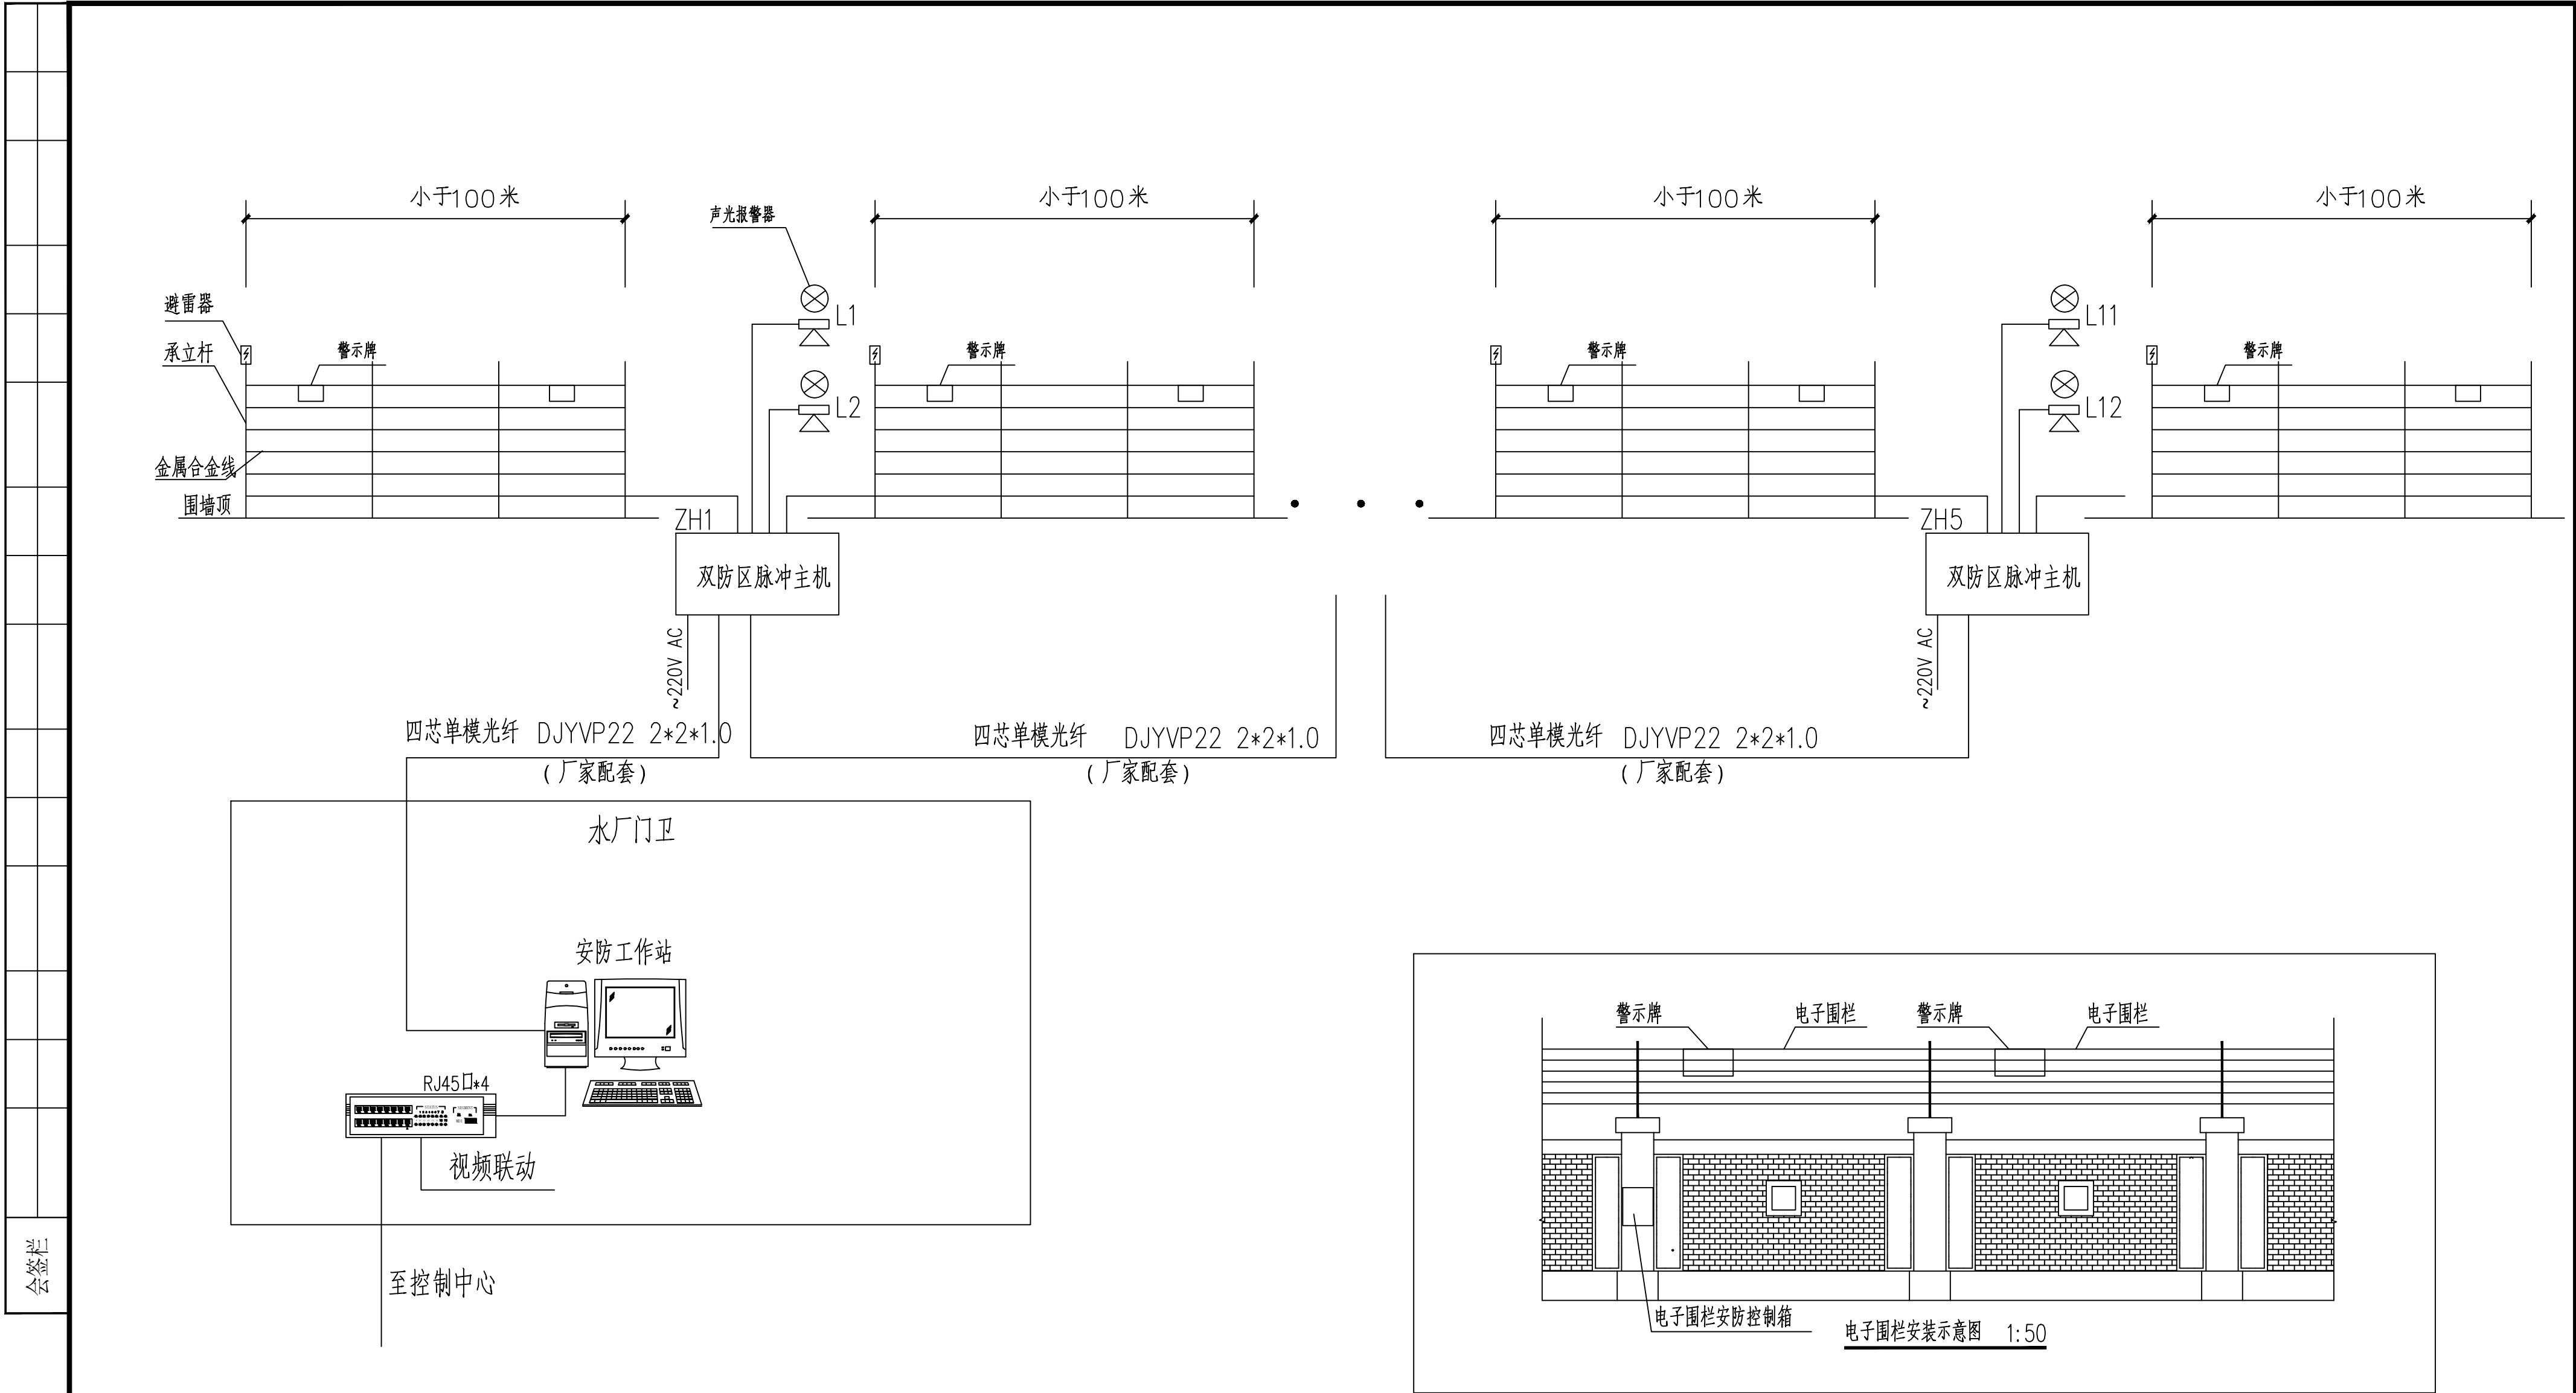 小于100米
小于100米
小于100米
小于100米
声光报警器
避雷器
L1
L11
承立杆
警示牌
警示牌
警示牌
警示牌
L2
L12
金属合金线
围墙顶
ZH1
ZH5
双防区脉冲主机
双防区脉冲主机
~220V AC
~220V AC
四芯单模光纤 DJYVP22 2*2*1.0
(厂家配套)
四芯单模光纤 DJYVP22 2*2*1.0
(厂家配套)
四芯单模光纤 DJYVP22 2*2*1.0
(厂家配套)
水厂门卫
安防工作站
RJ45口*4
视频联动
至控制中心
警示牌
电子围栏
警示牌
电子围栏
电子围栏安防控制箱
电子围栏安装示意图 1:50
会签栏